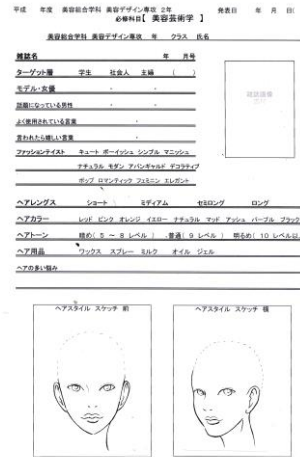 平成　年度　美容総合学科　美容デザイン専攻　2年　発表日　年　月　日(
必修科目【　美容芸術学　】
美容総合学科　美容デザイン専攻　年　クラス　氏名
雑誌名　年　月号
ターゲット層　学生　社会人　主婦　(　)
モデル・女優　・　・
話題になっている男性　・　・
よく使用されている言葉　・
言われたら嬉しい言葉　・
ファッションテイスト　キュート　ボーイッシュ　シンプル　マニッシュ
ナチュラル　モダン　アバンギャルド　デコラティブ
ポップ　ロマンティック　フェミニン　エレガント
ヘアレングス　ショート　ミディアム　セミロング　ロング
ヘアカラー　レッド　ピンク　オレンジ　イエロー　ナチュラル　マット　アッシュ　パープル　ブラック
ヘアトーン　暗め(　5　～　8　レベル　)　普通(　9　レベル　)　明るめ(　10　レベル以上
ヘア用品　ワックス　スプレー　ミルク　オイル　ジェル
ヘアの多い悩み
ヘアスタイル　スケッチ　前
ヘアスタイル　スケッチ　横